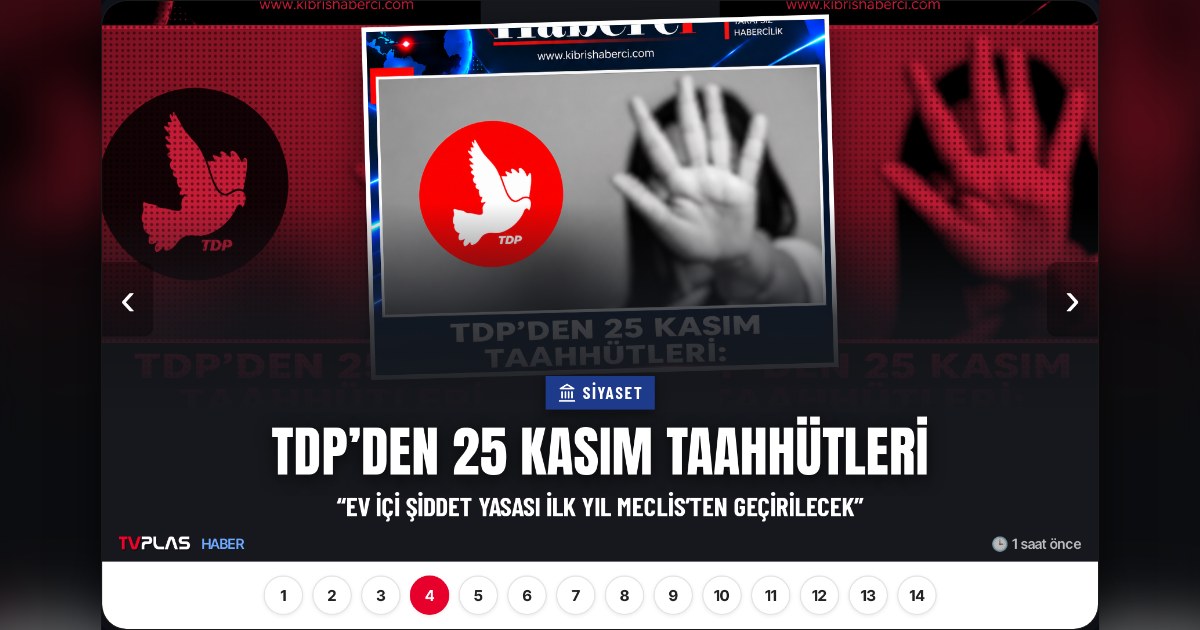 www.kibrishaberci.com
www.kibrishaberci.com
Haberci
HABERCİLİK
www.kibrishaberci.com
TDP
TDP
TDP'DEN 25 KASIM
TAAHHÜTLERİ:
SİYASET
TDP'DEN 25 KASIM TAAHHÜTLERİ
“EV İÇİ ŞİDDET YASASI İLK YIL MECLİS'TEN GEÇİRİLECEK”
TVPLAS HABER
1 saat önce
1 2 3 4 5 6 7 8 9 10 11 12 13 14